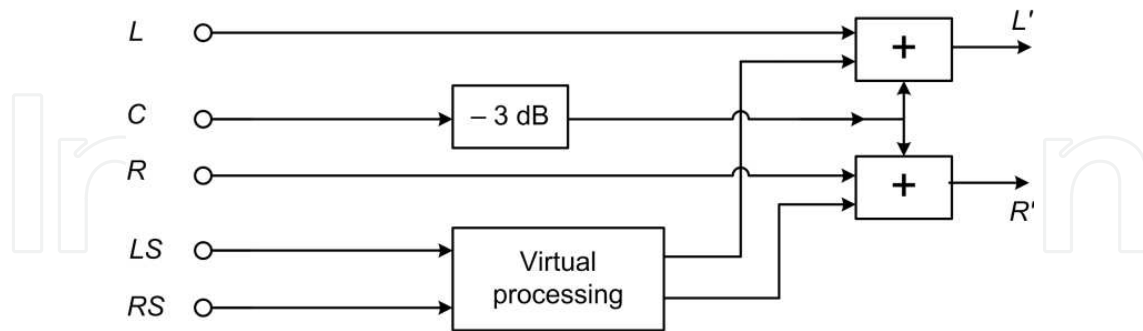 L
L'
+
C
– 3 dB
R
+
R'
LS
Virtual
processing
RS